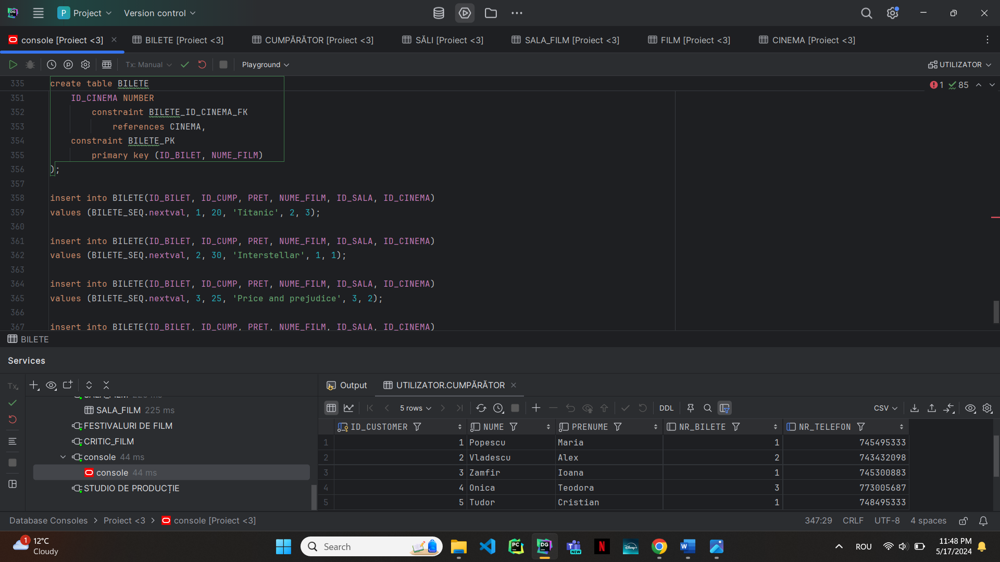 P Project Version control
console [Proiect <3] BILETE [Proiect <3] CUMPĂRĂTOR [Proiect <3] SĂLI [Proiect <3] SALA_FILM [Proiect <3] FILM [Proiect <3] CINEMA [Proiect <3]
Tx: Manual Playground UTILIZATOR
335 create table BILETE
1 85
351 ID_CINEMA NUMBER
352 constraint BILETE_ID_CINEMA_FK
353 references CINEMA,
354 constraint BILETE_PK
355 primary key (ID_BILET, NUME_FILM)
356 );
357
358 insert into BILETE(ID_BILET, ID_CUMP, PRET, NUME_FILM, ID_SALA, ID_CINEMA)
359 values (BILETE_SEQ.nextval, 1, 20, 'Titanic', 2, 3);
360
361 insert into BILETE(ID_BILET, ID_CUMP, PRET, NUME_FILM, ID_SALA, ID_CINEMA)
362 values (BILETE_SEQ.nextval, 2, 30, 'Interstellar', 1, 1);
363
364 insert into BILETE(ID_BILET, ID_CUMP, PRET, NUME_FILM, ID_SALA, ID_CINEMA)
365 values (BILETE_SEQ.nextval, 3, 25, 'Price and prejudice', 3, 2);
366
367 insert into BILETE(ID_BILET, ID_CUMP, PRET, NUME_FILM, ID_SALA, ID_CINEMA)
BILETE
Services
Tx
SALA_FILM 225 ms
FESTIVALURI DE FILM
CRITIC_FILM
console 44 ms
console 44 ms
STUDIO DE PRODUCȚIE
Output UTILIZATOR.CUMPĂRĂTOR
5 rows DDL CSV
ID_CUSTOMER NUME PRENUME NR_BILETE NR_TELEFON
1 1 Popescu Maria 1 745495333
2 2 Vladescu Alex 2 743432098
3 3 Zamfir Ioana 1 745300883
4 4 Onica Teodora 3 773005687
5 5 Tudor Cristian 1 748495333
Database Consoles > Proiect <3 > console [Proiect <3] 347:29 CRLF UTF-8 4 spaces
1 12°C
Cloudy
Search
PC DG NEW N Disney+ W
ROU
11:48 PM
5/17/2024